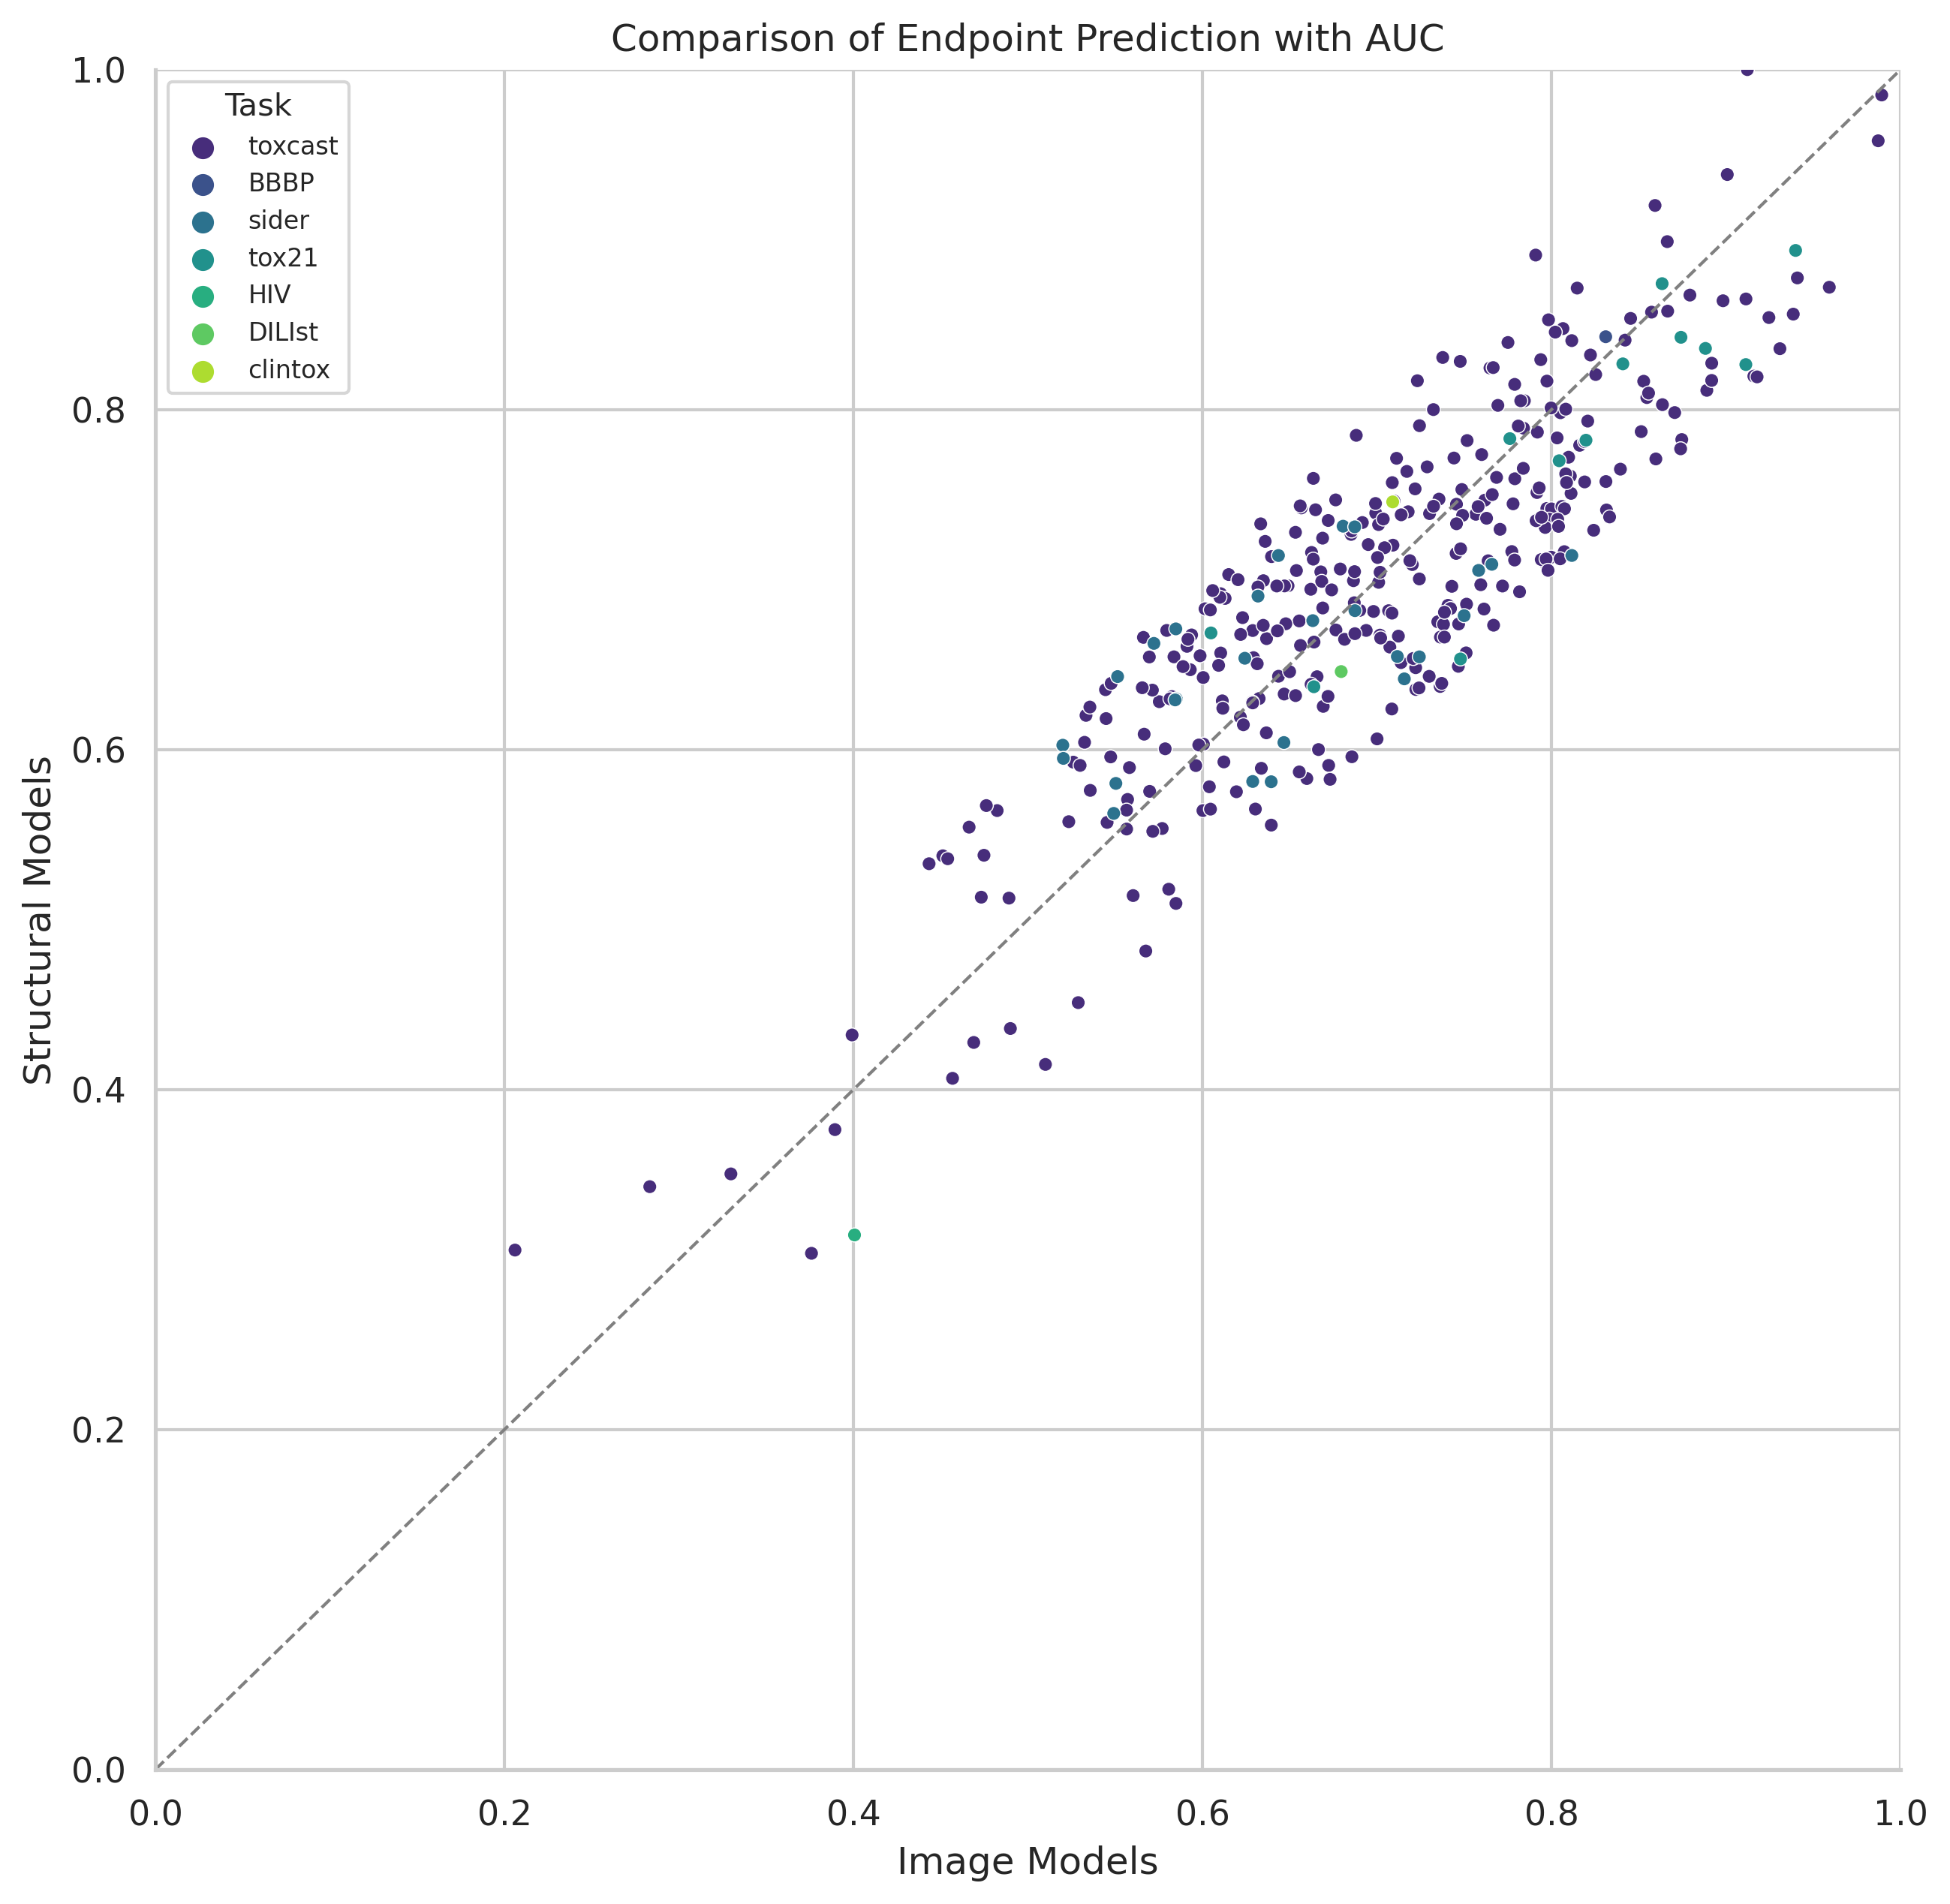 Comparison of Endpoint Prediction with AUC
Task
toxcast
BBBP
sider
tox21
HIV
DILIst
clintox
1.0
0.8
0.6
0.4
0.2
0.0
Structural Models
0.0 0.2 0.4 0.6 0.8 1.0
Image Models